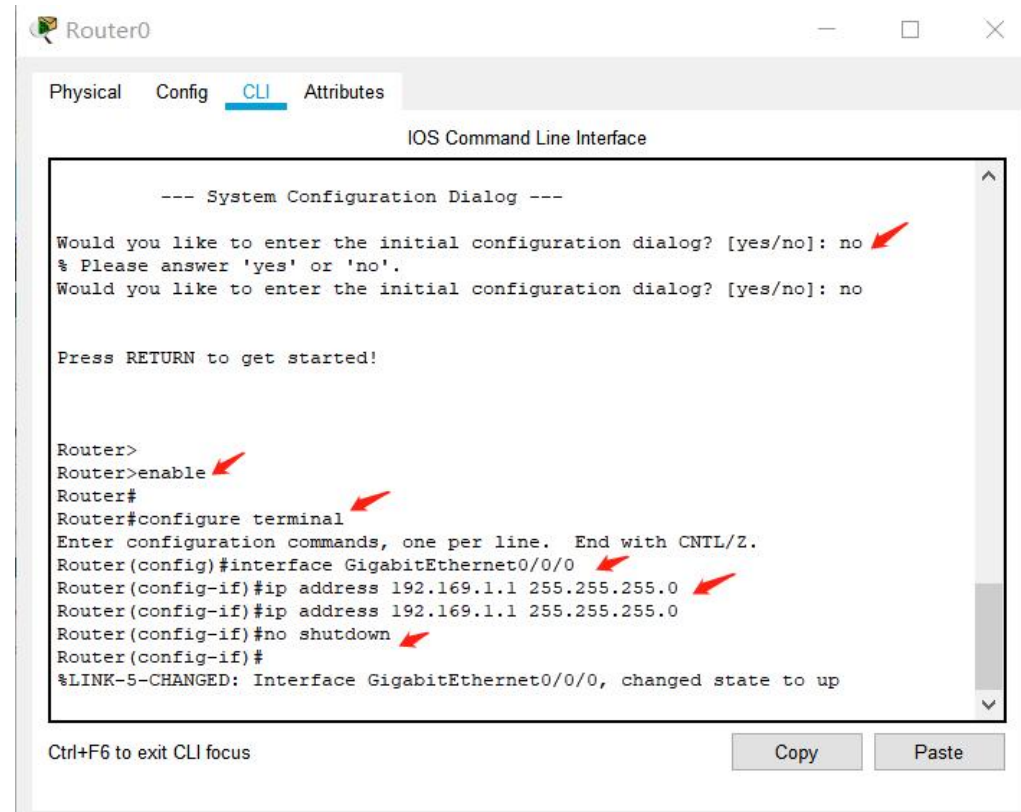 Router0
Physical Config CLI Attributes
IOS Command Line Interface
--- System Configuration Dialog ---
Would you like to enter the initial configuration dialog? [yes/no]: no
% Please answer 'yes' or 'no'.
Would you like to enter the initial configuration dialog? [yes/no]: no
Press RETURN to get started!
Router>
Router>enable
Router#
Router#configure terminal
Enter configuration commands, one per line.  End with CNTL/Z.
Router(config)#interface GigabitEthernet0/0/0
Router(config-if)#ip address 192.169.1.1 255.255.255.0
Router(config-if)#ip address 192.169.1.1 255.255.255.0
Router(config-if)#no shutdown
Router(config-if)#
%LINK-5-CHANGED: Interface GigabitEthernet0/0/0, changed state to up
Ctrl+F6 to exit CLI focus
Copy Paste